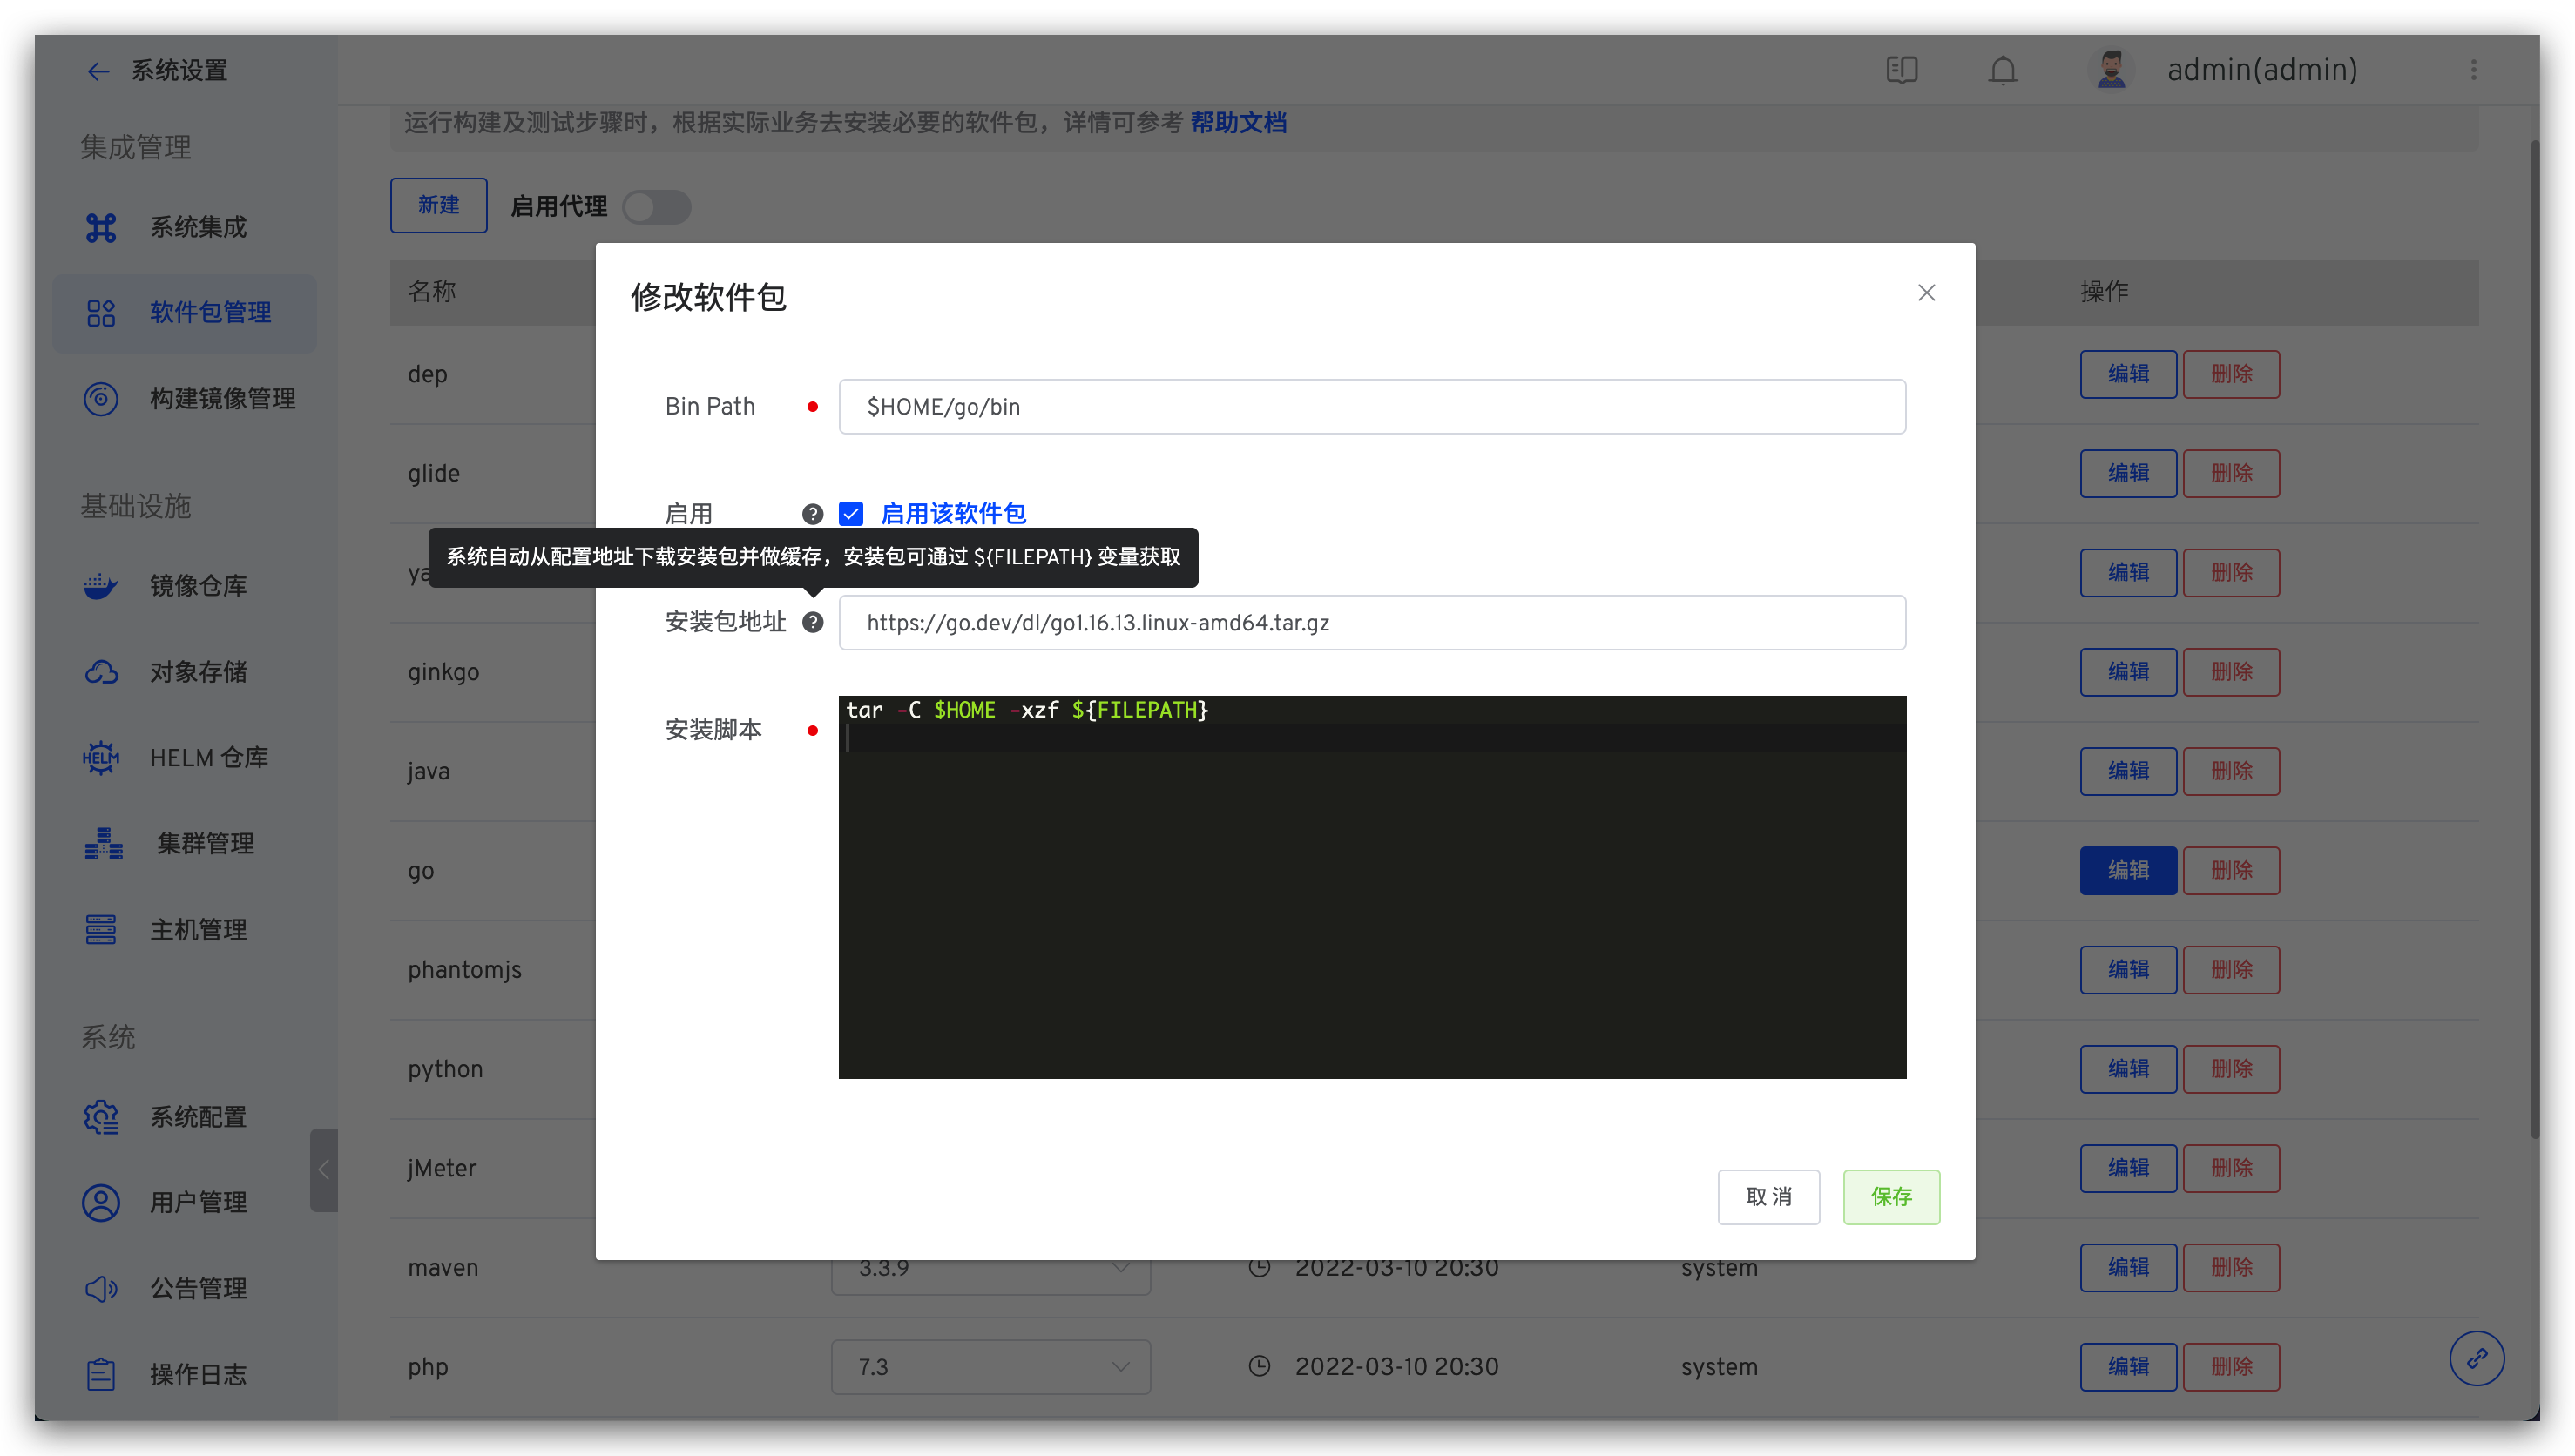 系统设置
admin(admin)
集成管理
系统集成
软件包管理
构建镜像管理
基础设施
镜像仓库
对象存储
HELM
HELM 仓库
集群管理
主机管理
系统
系统配置
用户管理
公告管理
操作日志
运行构建及测试步骤时，根据实际业务去安装必要的软件包，详情可参考 帮助文档
新建 启用代理
名称 操作
dep 编辑 删除
glide 编辑 删除
ya 编辑 删除
ginkgo 编辑 删除
java 编辑 删除
go 编辑 删除
phantomjs 编辑 删除
python 编辑 删除
jMeter 编辑 删除
maven 3.3.9 2022-03-10 20:30 system 编辑 删除
php 7.3 2022-03-10 20:30 system 编辑 删除
修改软件包
Bin Path $HOME/go/bin
启用 ? 启用该软件包
系统自动从配置地址下载安装包并做缓存，安装包可通过 ${FILEPATH} 变量获取
安装包地址 ? https://go.dev/dl/go1.16.13.linux-amd64.tar.gz
安装脚本
tar -C $HOME -xzf ${FILEPATH}
取消 保存